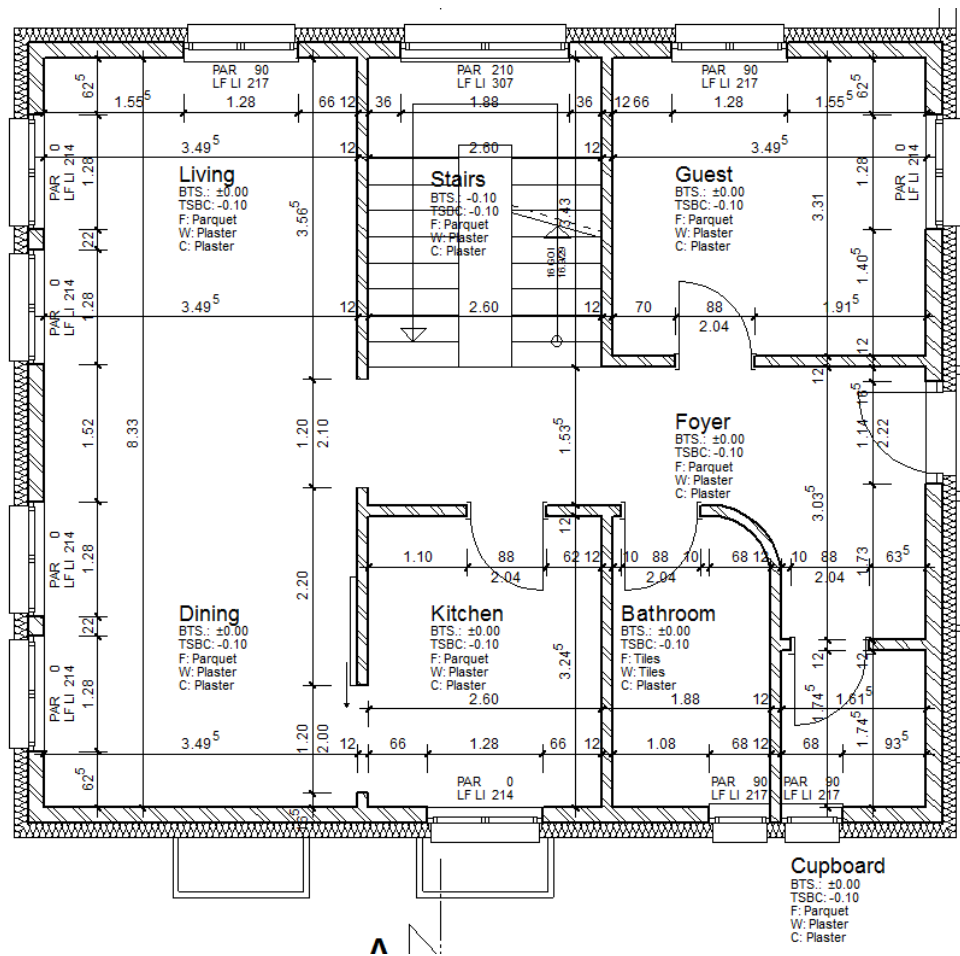 PAR 90
LF LI 217
PAR 210
LF LI 307
PAR 90
LF LI 217
62⁵
1.55⁵ 1.28 66 12 36 1.88 36 12 66 1.28 1.55⁵
62⁵
3.49⁵ 12 2.60 12 3.49⁵
PAR 0
LF LI 214
1.28
Living
BTS.: ±0.00
TSBC: -0.10
F: Parquet
W: Plaster
C: Plaster
3.56⁵
Stairs
BTS.: -0.10
TSBC: -0.10
F: Parquet
W: Plaster
C: Plaster
3.43
Guest
BTS.: ±0.00
TSBC: -0.10
F: Parquet
W: Plaster
C: Plaster
3.31
1.28
PAR 0
LF LI 214
22
1.40⁵
PAR 0
LF LI 214
1.28
3.49⁵ 12 2.60 12 70 88 1.91⁵
2.04
12
12
16⁵
1.52
8.33
1.20
2.10
1.53⁵
Foyer
BTS.: ±0.00
TSBC: -0.10
F: Parquet
W: Plaster
C: Plaster
1.14
2.22
3.03⁵
12
PAR 0
LF LI 214
1.28
2.20
1.10 88 62 12 10 88 10 68 12 10 88 63⁵
2.04 2.04 2.04
1.73
22
Dining
BTS.: ±0.00
TSBC: -0.10
F: Parquet
W: Plaster
C: Plaster
Kitchen
BTS.: ±0.00
TSBC: -0.10
F: Parquet
W: Plaster
C: Plaster
3.24⁵
Bathroom
BTS.: ±0.00
TSBC: -0.10
F: Tiles
W: Tiles
C: Plaster
12
12
PAR 0
LF LI 214
1.28
2.60 1.88 12 1.61⁵
1.74⁵
1.74⁵
1.20
2.00
3.49⁵ 12 66 1.28 66 12 1.08 68 12 68 93⁵
62⁵
PAR 0
LF LI 214
PAR 90
LF LI 217
PAR 90
LF LI 217
Cupboard
BTS.: ±0.00
TSBC: -0.10
F: Parquet
W: Plaster
C: Plaster
A